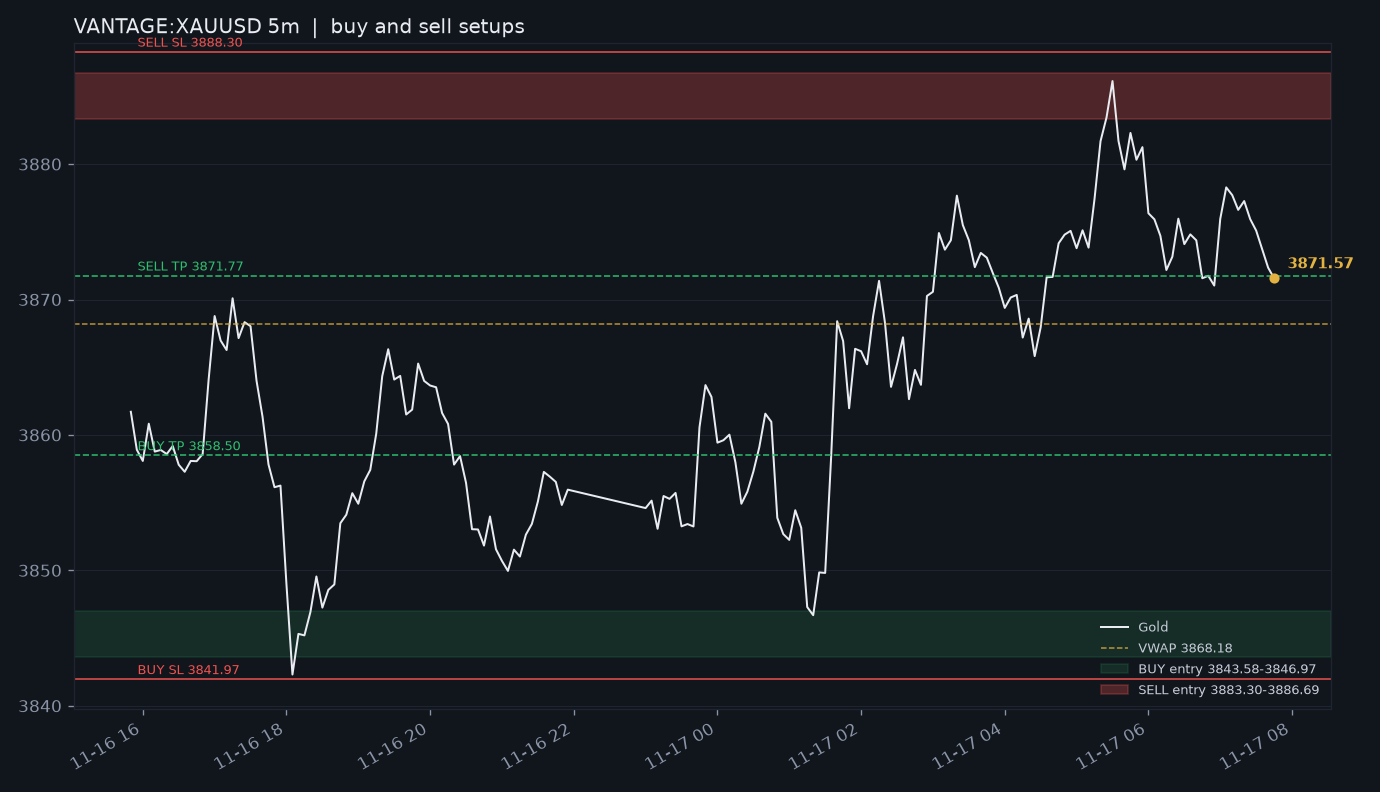 VANTAGE:XAUUSD 5m | buy and sell setups
SELL SL 3888.30
3880
SELL TP 3871.77
3871.57
3870
3860
BUY TP 3858.50
3850
Gold
VWAP 3868.18
BUY entry 3843.58-3846.97
SELL entry 3883.30-3886.69
BUY SL 3841.97
3840
11-16 16
11-16 18
11-16 20
11-16 22
11-17 00
11-17 02
11-17 04
11-17 06
11-17 08